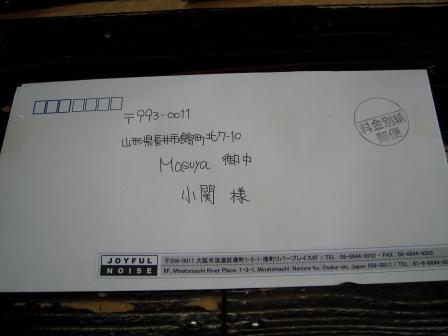 〒993-0011
料金別納
郵便
山形県長井市館町北7-10
Masuya 御中
小関 様
JOYFUL
NOISE
〒556-0017 大阪市浪速区湊町1-3-1・湊町リバープレイス6F / TEL : 06-6644-9292・FAX : 06-6644-9293
6F, Minatomachi River Place, 1-3-1, Minatomachi, Naniwa-ku, Osaka-shi, Japan 556-0017 / TEL : 81-6-6644-92